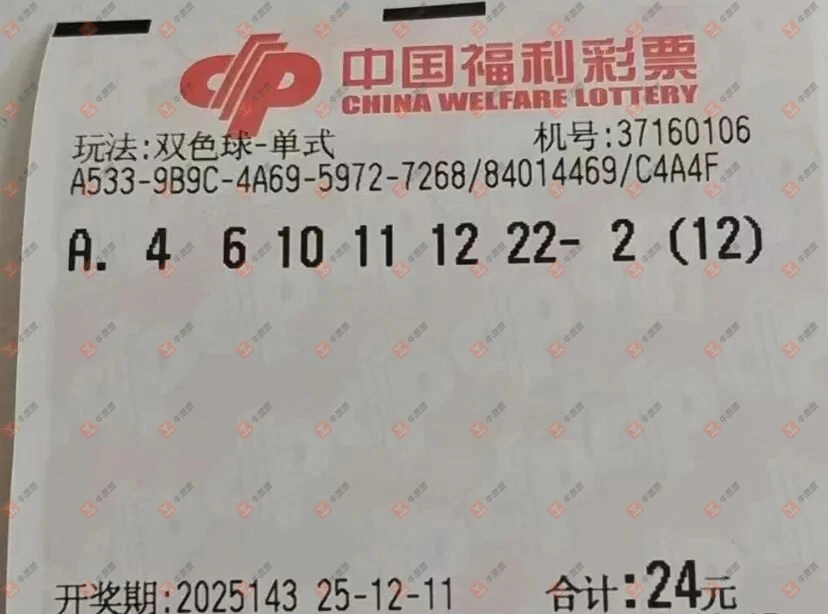 中国福利彩票
CHINA WELFARE LOTTERY
玩法:双色球-单式 机号:37160106
A533-9B9C-4A69-5972-7268/84014469/C4A4F
A. 4 6 10 11 12 22- 2 (12)
开奖期:2025143 25-12-11 合计:24元